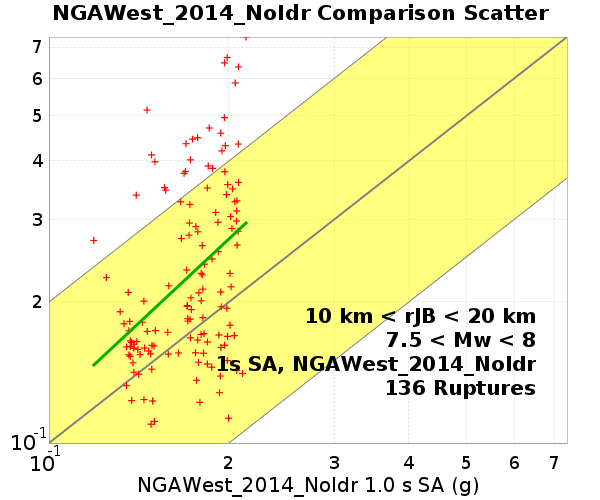 NGAWest_2014_NoIdr Comparison Scatter
7
6
5
4
3
2
10^-1
10 km < rJB < 20 km
7.5 < Mw < 8
1s SA, NGAWest_2014_NoIdr
136 Ruptures
10^-1 2 3 4 5 6 7
NGAWest_2014_NoIdr 1.0 s SA (g)